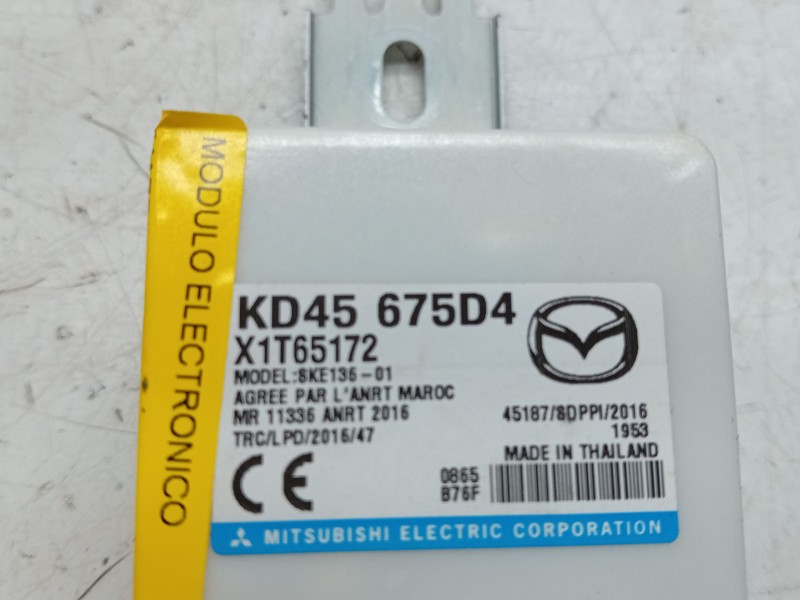 MODULO ELECTRONICO
KD45 675D4
X1T65172
MODEL:SKE136-01
AGREE PAR L'ANRT MAROC
MR 11336 ANRT 2016
TRC/LPD/2016/47
45187/SDPPI/2016
1953
MADE IN THAILAND
CE
0865
B76F
MITSUBISHI ELECTRIC CORPORATION